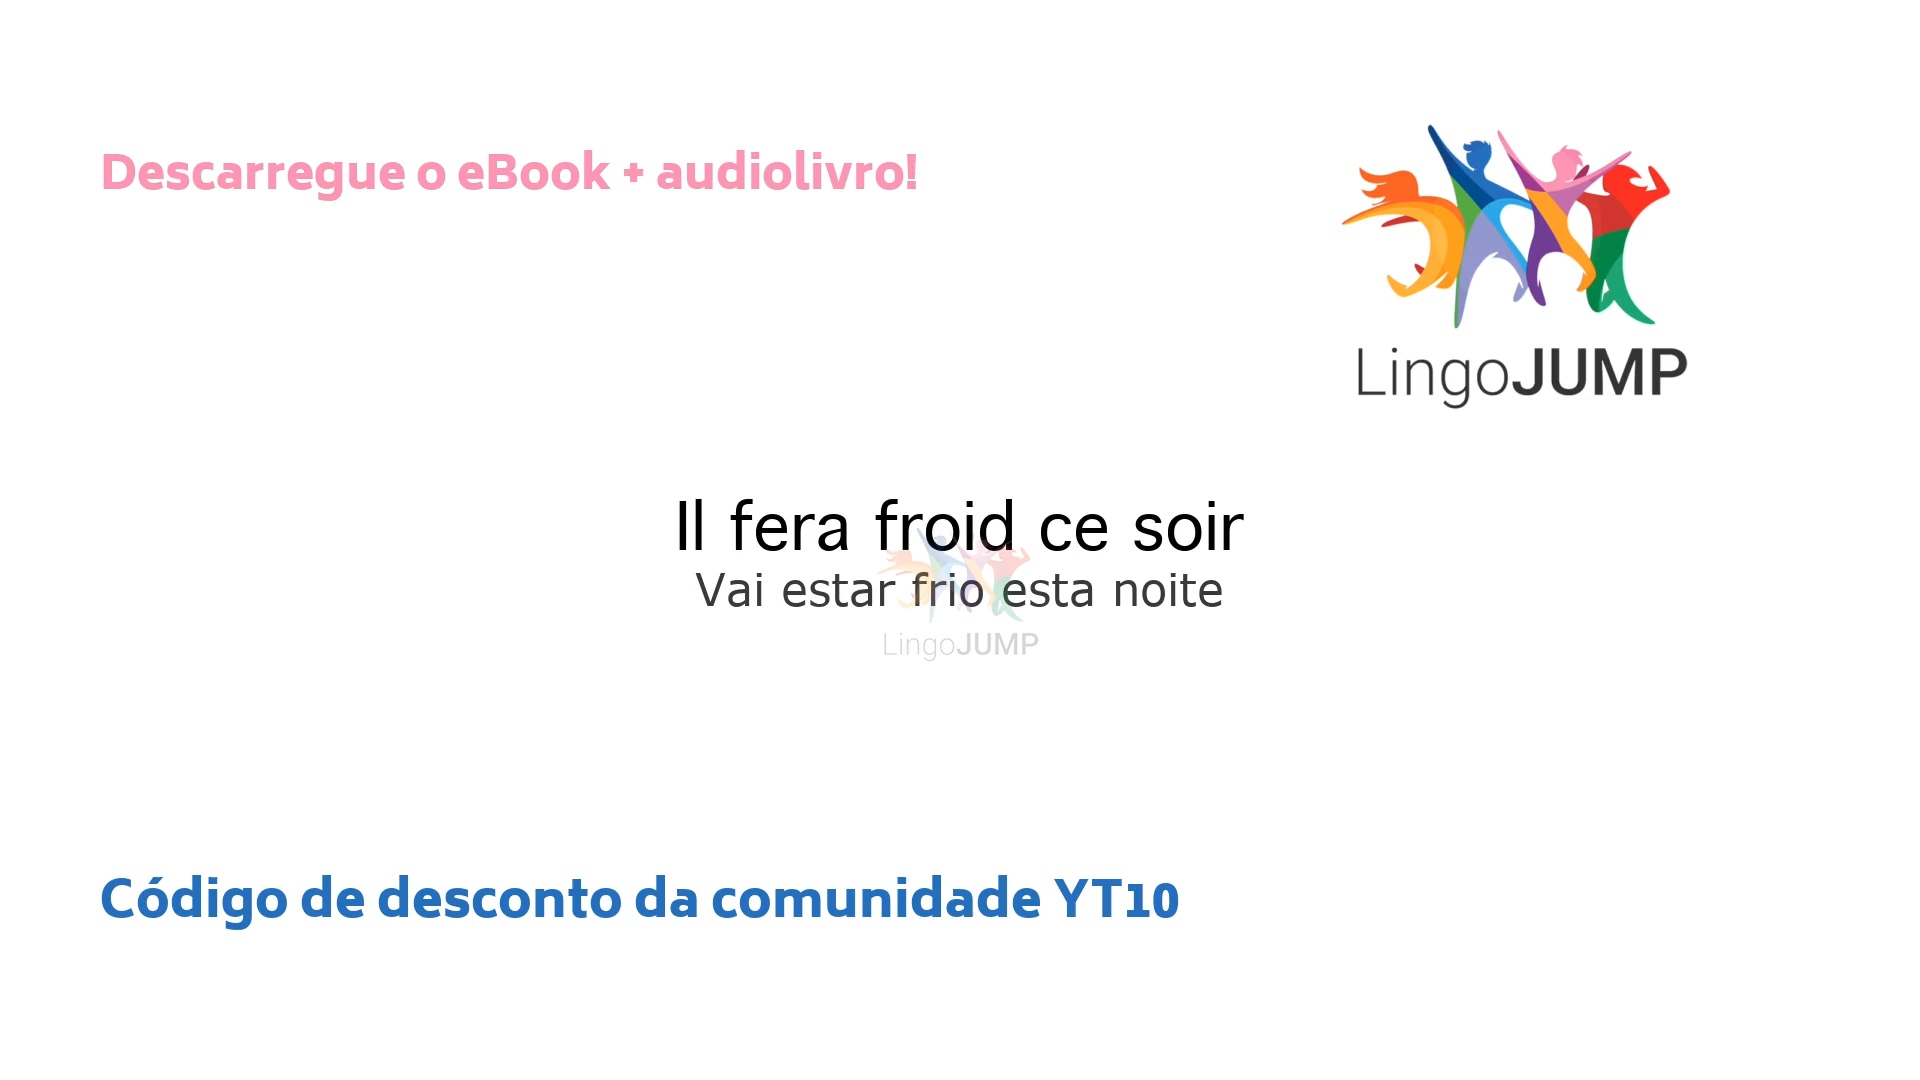 Descarregue o eBook + audiolivro!
LingoJUMP
Il fera froid ce soir
Vai estar frio esta noite
LingoJUMP
Código de desconto da comunidade YT10